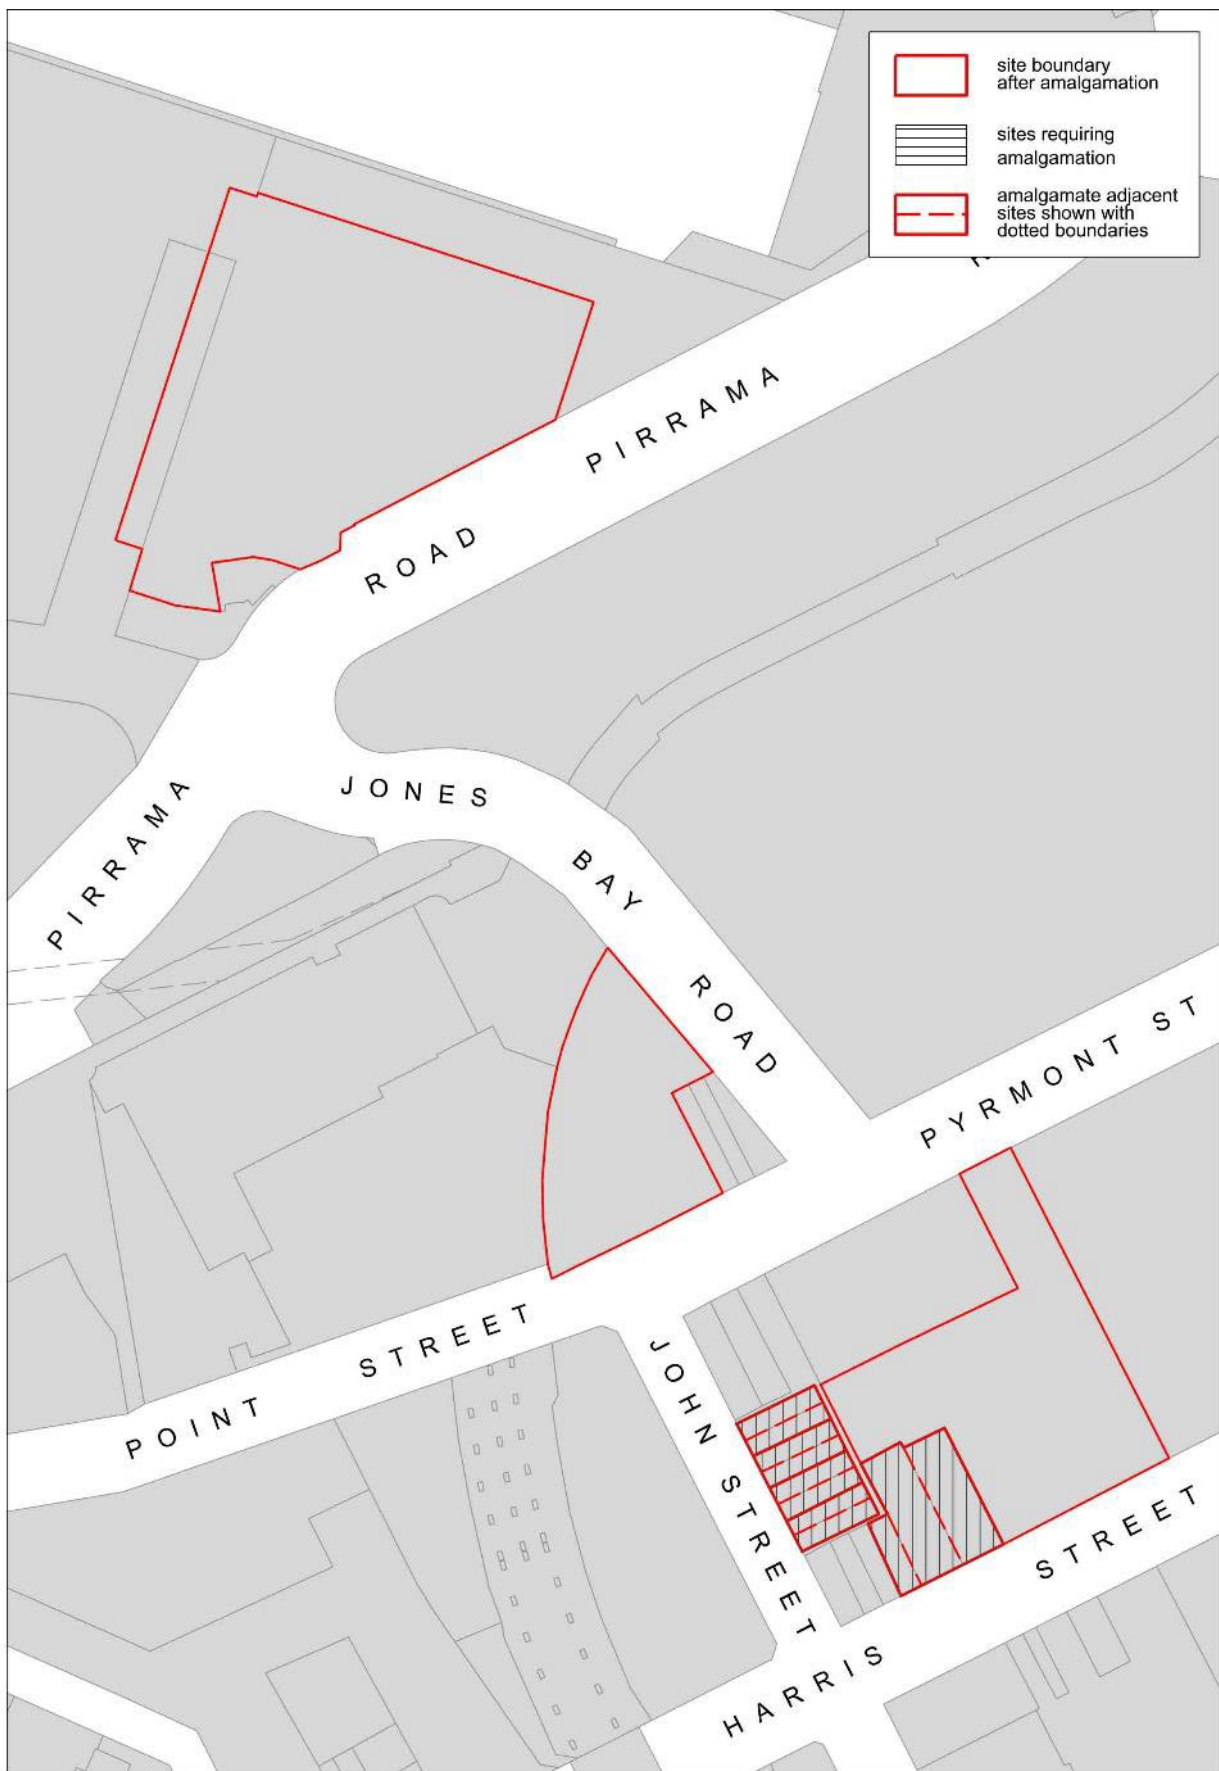 site boundary
after amalgamation
sites requiring
amalgamation
amalgamate adjacent
sites shown with
dotted boundaries
PIRRAMA
ROAD
PIRRAMA
JONES
BAY
ROAD
PYRMONT ST
POINT STREET
JOHN STREET
HARRIS STREET